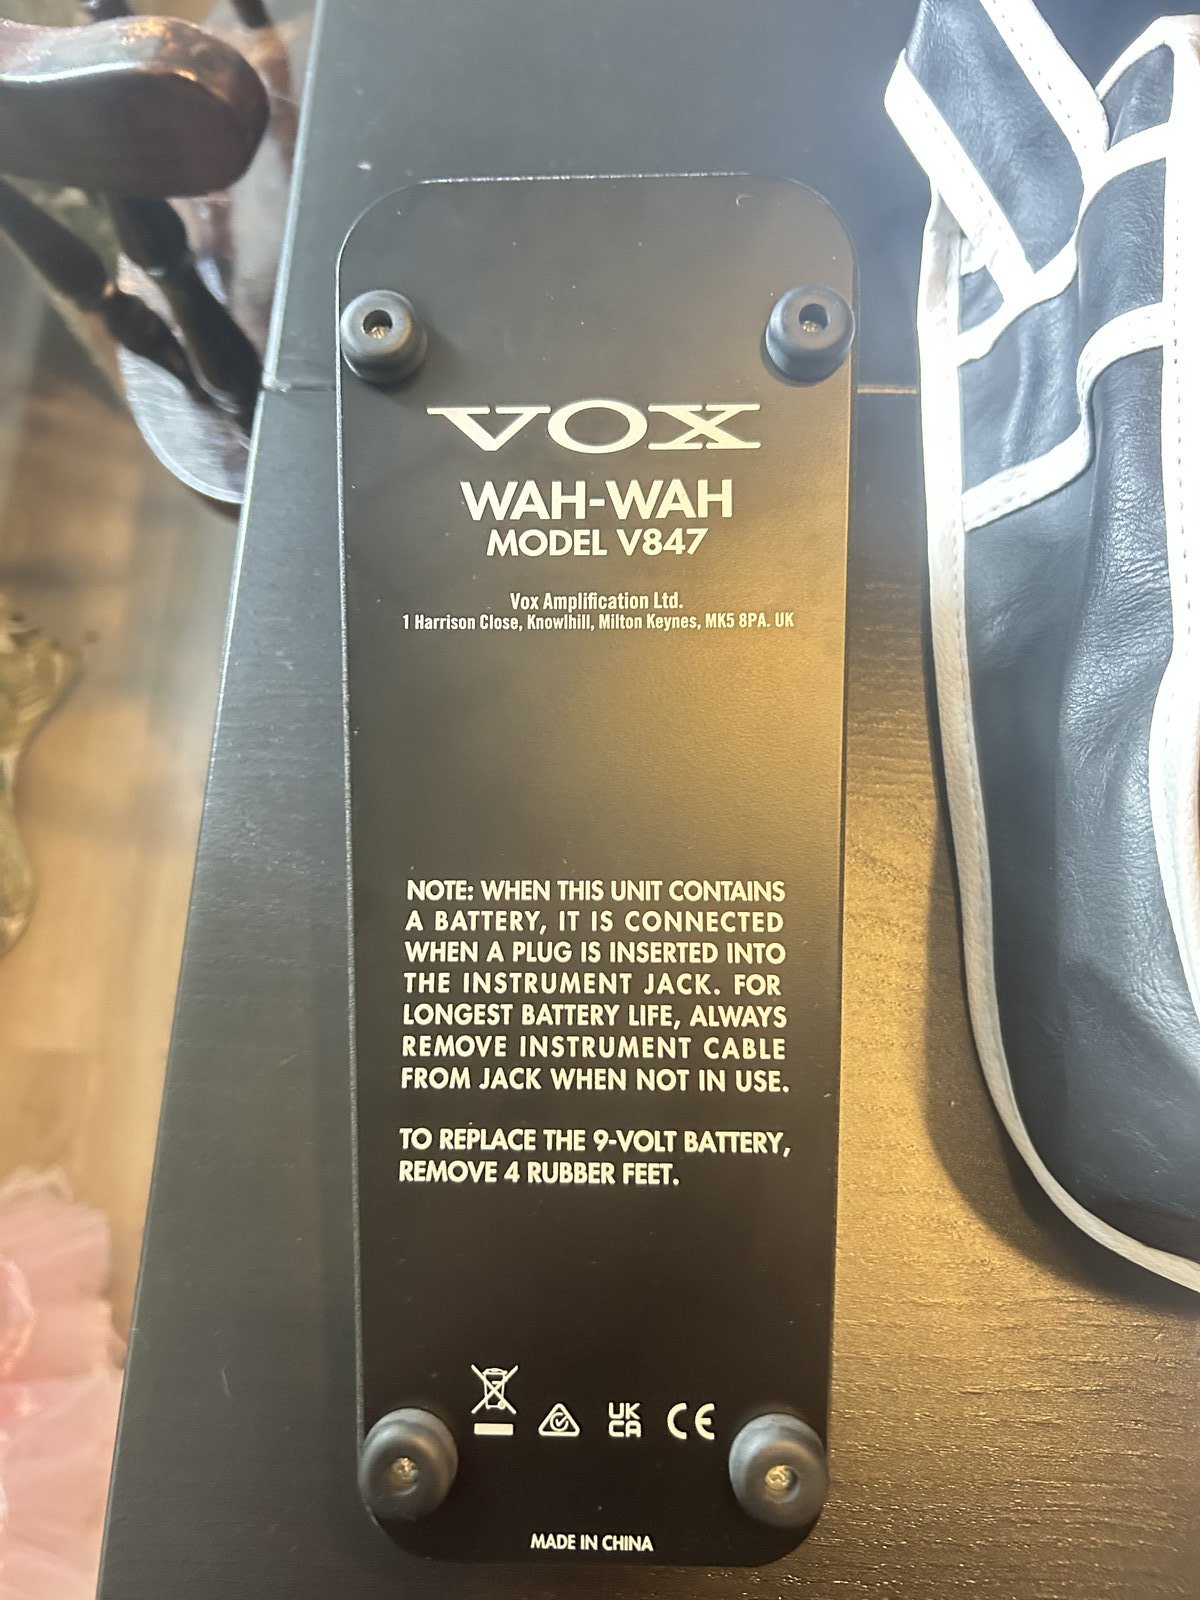 VOX
WAH-WAH
MODEL V847
Vox Amplification Ltd.
1 Harrison Close, Knowlhill, Milton Keynes, MK5 8PA. UK
NOTE: WHEN THIS UNIT CONTAINS
A BATTERY, IT IS CONNECTED
WHEN A PLUG IS INSERTED INTO
THE INSTRUMENT JACK. FOR
LONGEST BATTERY LIFE, ALWAYS
REMOVE INSTRUMENT CABLE
FROM JACK WHEN NOT IN USE.
TO REPLACE THE 9-VOLT BATTERY,
REMOVE 4 RUBBER FEET.
UK
CA
CE
MADE IN CHINA